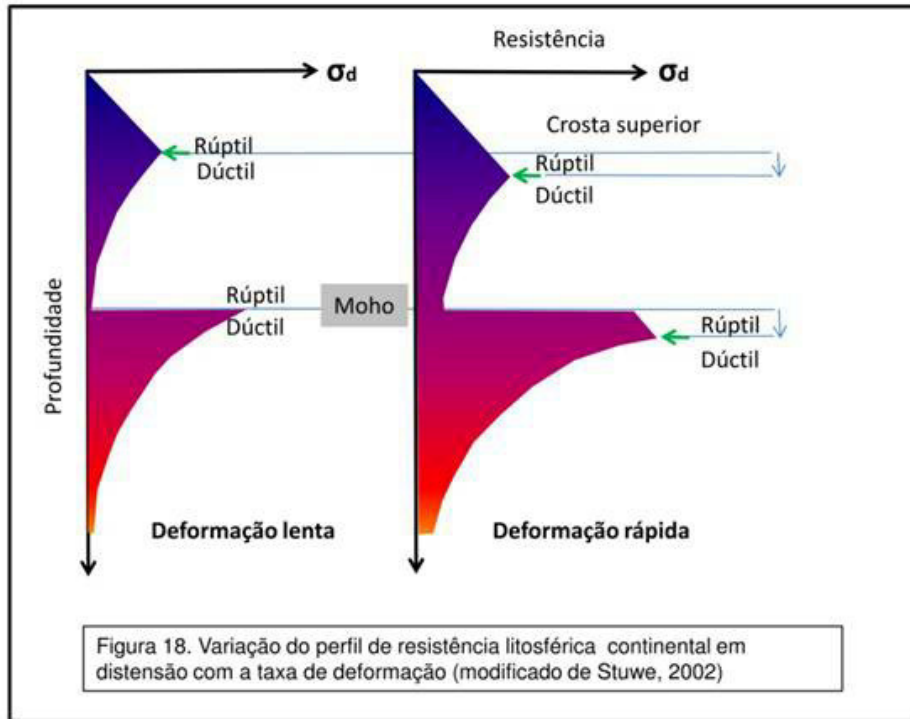 Resistência
σd
σd
Crosta superior
Rúptil
Dúctil
Rúptil
Dúctil
Profundidade
Rúptil
Dúctil
Moho
Rúptil
Dúctil
Deformação lenta
Deformação rápida
Figura 18. Variação do perfil de resistência litosférica continental em
distensão com a taxa de deformação (modificado de Stuwe, 2002)